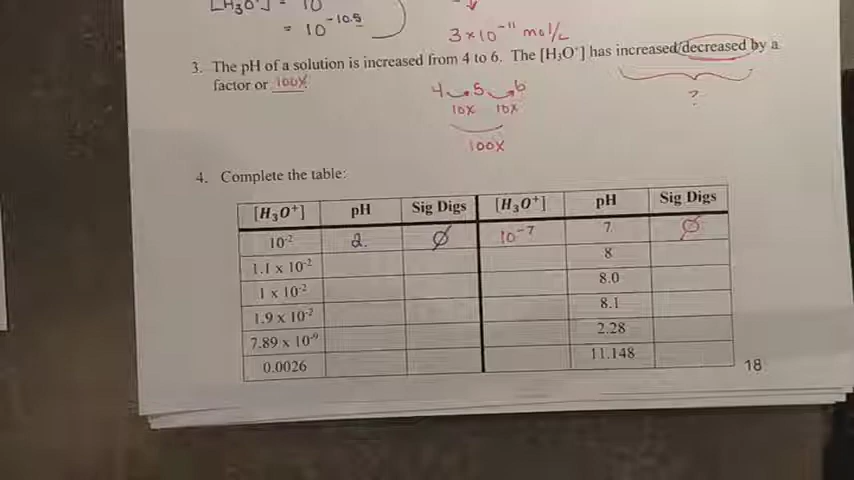 [H₃O⁺] = 10
= 10^-10.5
3 x 10^-11 mol/L
3. The pH of a solution is increased from 4 to 6. The [H₃O⁺] has increased/decreased by a
factor or 100X.
4 5 6
10X 10X
?
100X
4. Complete the table:
[H₃O⁺] pH Sig Digs [H₃O⁺] pH Sig Digs
10^-2 2. Ø 10^-7 7 Ø
1.1 x 10^-2 8
1 x 10^-2 8.0
1.9 x 10^-2 8.1
7.89 x 10^-9 2.28
0.0026 11.148
18